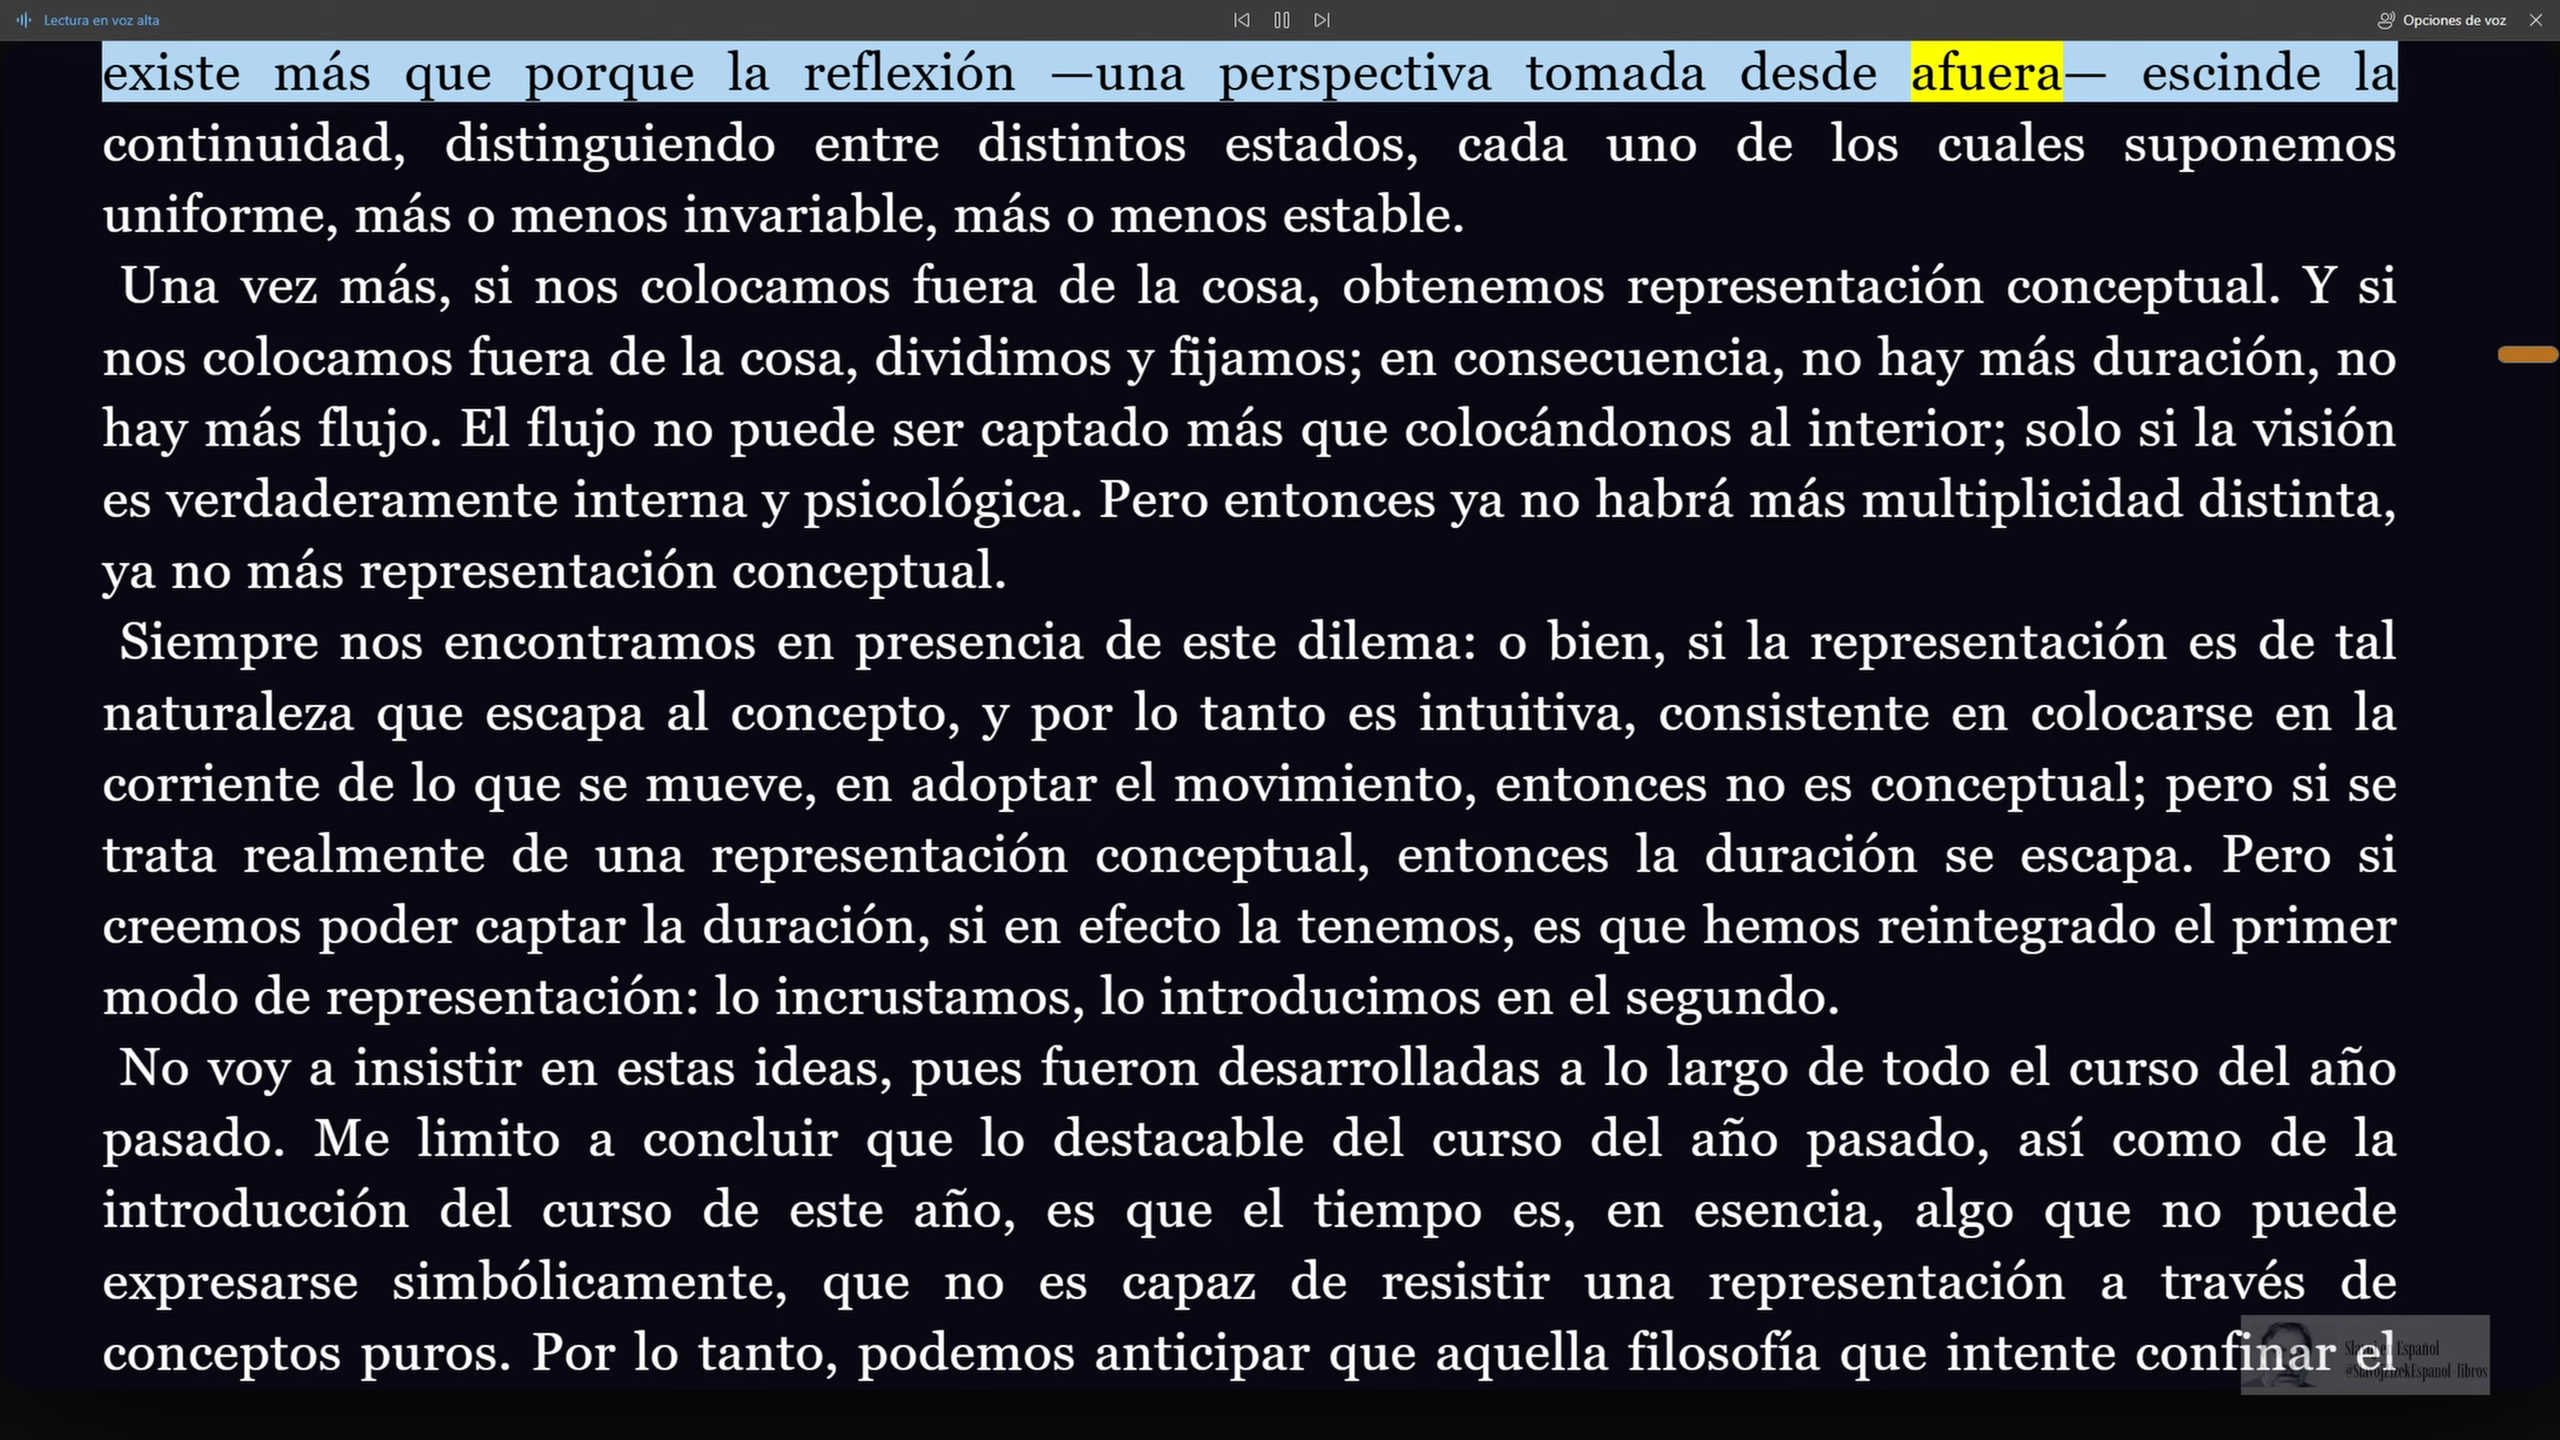 Lectura en voz alta
Opciones de voz
existe más que porque la reflexión —una perspectiva tomada desde afuera— escinde la
continuidad, distinguiendo entre distintos estados, cada uno de los cuales suponemos
uniforme, más o menos invariable, más o menos estable.
Una vez más, si nos colocamos fuera de la cosa, obtenemos representación conceptual. Y si
nos colocamos fuera de la cosa, dividimos y fijamos; en consecuencia, no hay más duración, no
hay más flujo. El flujo no puede ser captado más que colocándonos al interior; solo si la visión
es verdaderamente interna y psicológica. Pero entonces ya no habrá más multiplicidad distinta,
ya no más representación conceptual.
Siempre nos encontramos en presencia de este dilema: o bien, si la representación es de tal
naturaleza que escapa al concepto, y por lo tanto es intuitiva, consistente en colocarse en la
corriente de lo que se mueve, en adoptar el movimiento, entonces no es conceptual; pero si se
trata realmente de una representación conceptual, entonces la duración se escapa. Pero si
creemos poder captar la duración, si en efecto la tenemos, es que hemos reintegrado el primer
modo de representación: lo incrustamos, lo introducimos en el segundo.
No voy a insistir en estas ideas, pues fueron desarrolladas a lo largo de todo el curso del año
pasado. Me limito a concluir que lo destacable del curso del año pasado, así como de la
introducción del curso de este año, es que el tiempo es, en esencia, algo que no puede
expresarse simbólicamente, que no es capaz de resistir una representación a través de
conceptos puros. Por lo tanto, podemos anticipar que aquella filosofía que intente confinar el
Español